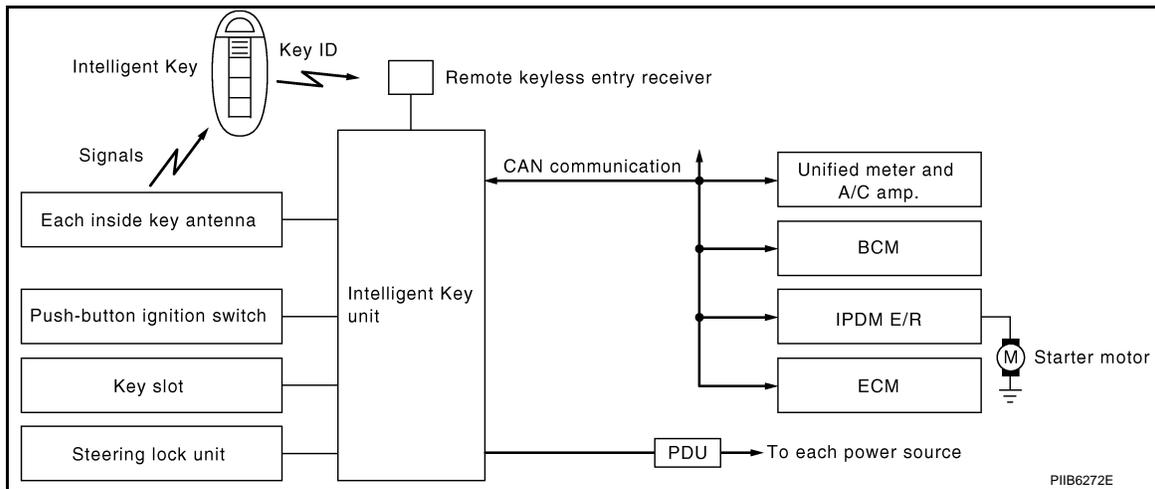 Intelligent Key
Key ID
Remote keyless entry receiver
Signals
CAN communication
Each inside key antenna
Push-button ignition switch
Key slot
Steering lock unit
Intelligent Key
unit
Unified meter and
A/C amp.
BCM
IPDM E/R
ECM
M
Starter motor
PDU
To each power source
PIIB6272E